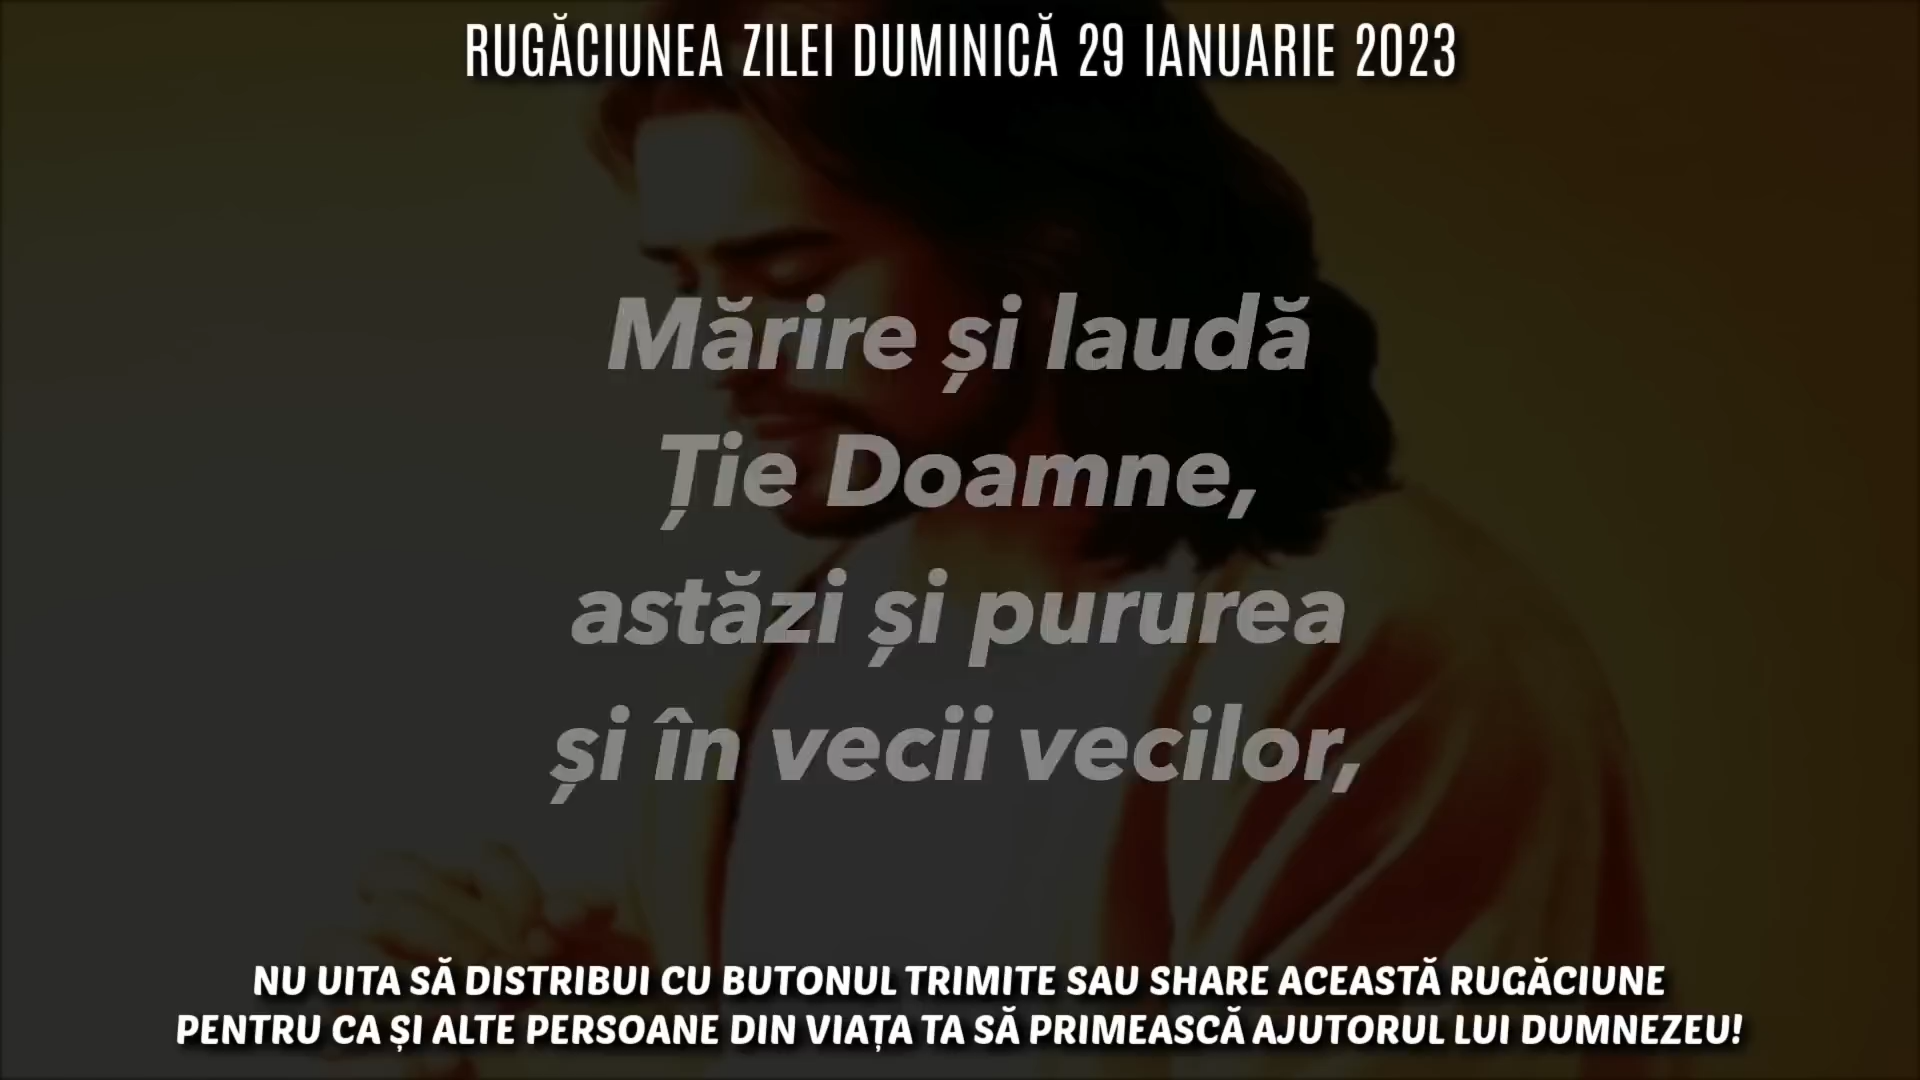 RUGĂCIUNEA ZILEI DUMINICĂ 29 IANUARIE 2023
Mărire și laudă
Ție Doamne,
astăzi și pururea
și în vecii vecilor,
NU UITA SĂ DISTRIBUI CU BUTONUL TRIMITE SAU SHARE ACEASTĂ RUGĂCIUNE
PENTRU CA ȘI ALTE PERSOANE DIN VIAȚA TA SĂ PRIMEASCĂ AJUTORUL LUI DUMNEZEU!